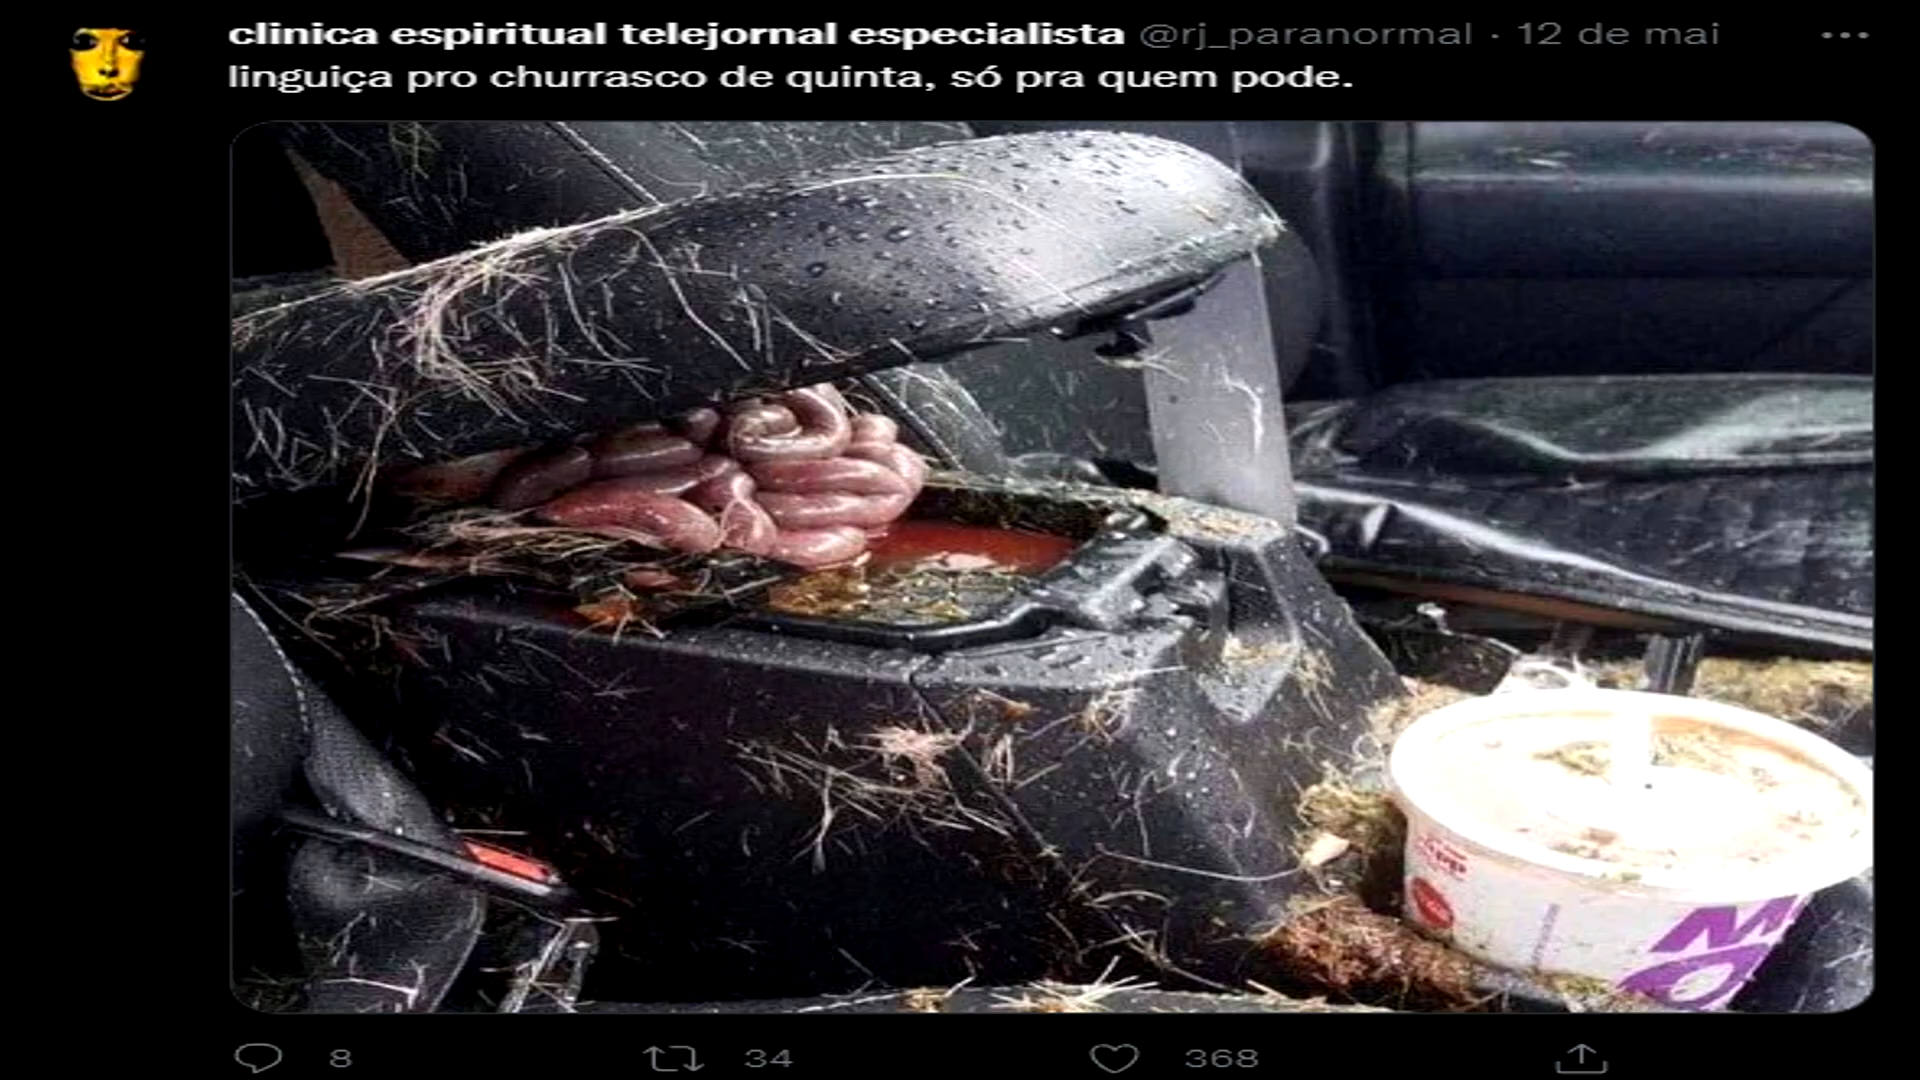 clinica espiritual telejornal especialista @rj_paranormal · 12 de mai
linguiça pro churrasco de quinta, só pra quem pode.
8 34 368